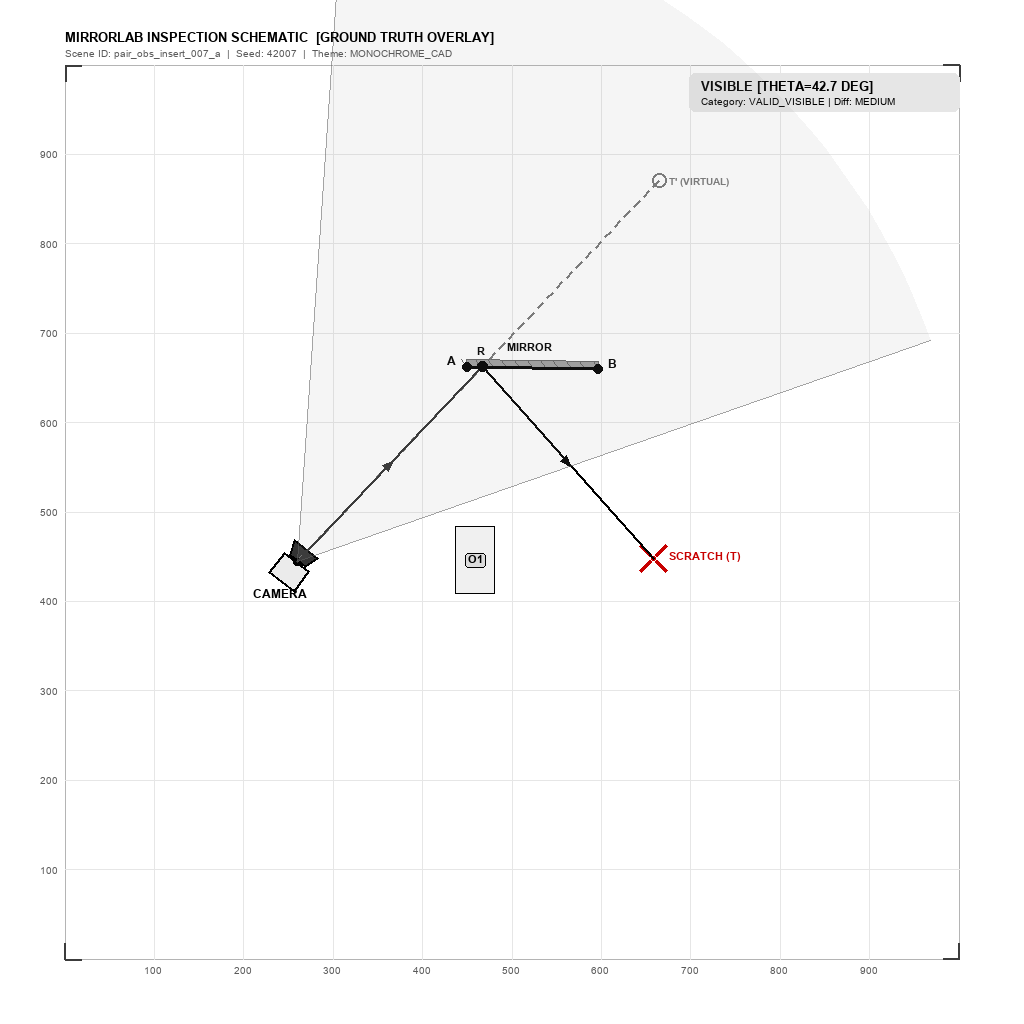 MIRRORLAB INSPECTION SCHEMATIC [GROUND TRUTH OVERLAY]
Scene ID: pair_obs_insert_007_a | Seed: 42007 | Theme: MONOCHROME_CAD
VISIBLE [THETA=42.7 DEG]
Category: VALID_VISIBLE | Diff: MEDIUM
900
T' (VIRTUAL)
800
700
R
MIRROR
A
B
600
500
SCRATCH (T)
O1
CAMERA
400
300
200
100
100 200 300 400 500 600 700 800 900